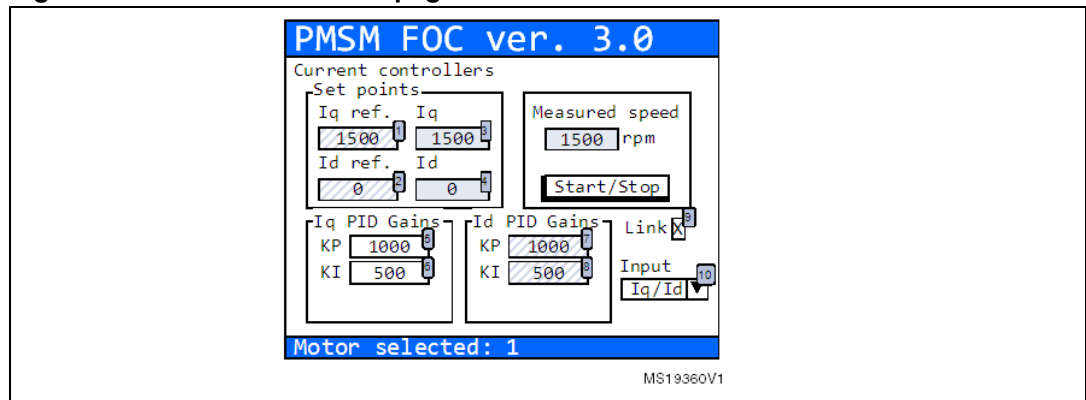 PMSM FOC ver. 3.0
Current controllers
Set points
Iq ref. Iq
1500 1 1500 3
Id ref. Id
0 2 0 4
Measured speed
1500 rpm
Start/Stop
Iq PID Gains
KP 1000 5
KI 500 6
Id PID Gains
KP 1000 7
KI 500 8
Link X 9
Input 10
Iq/Id
Motor selected: 1
MS19360V1